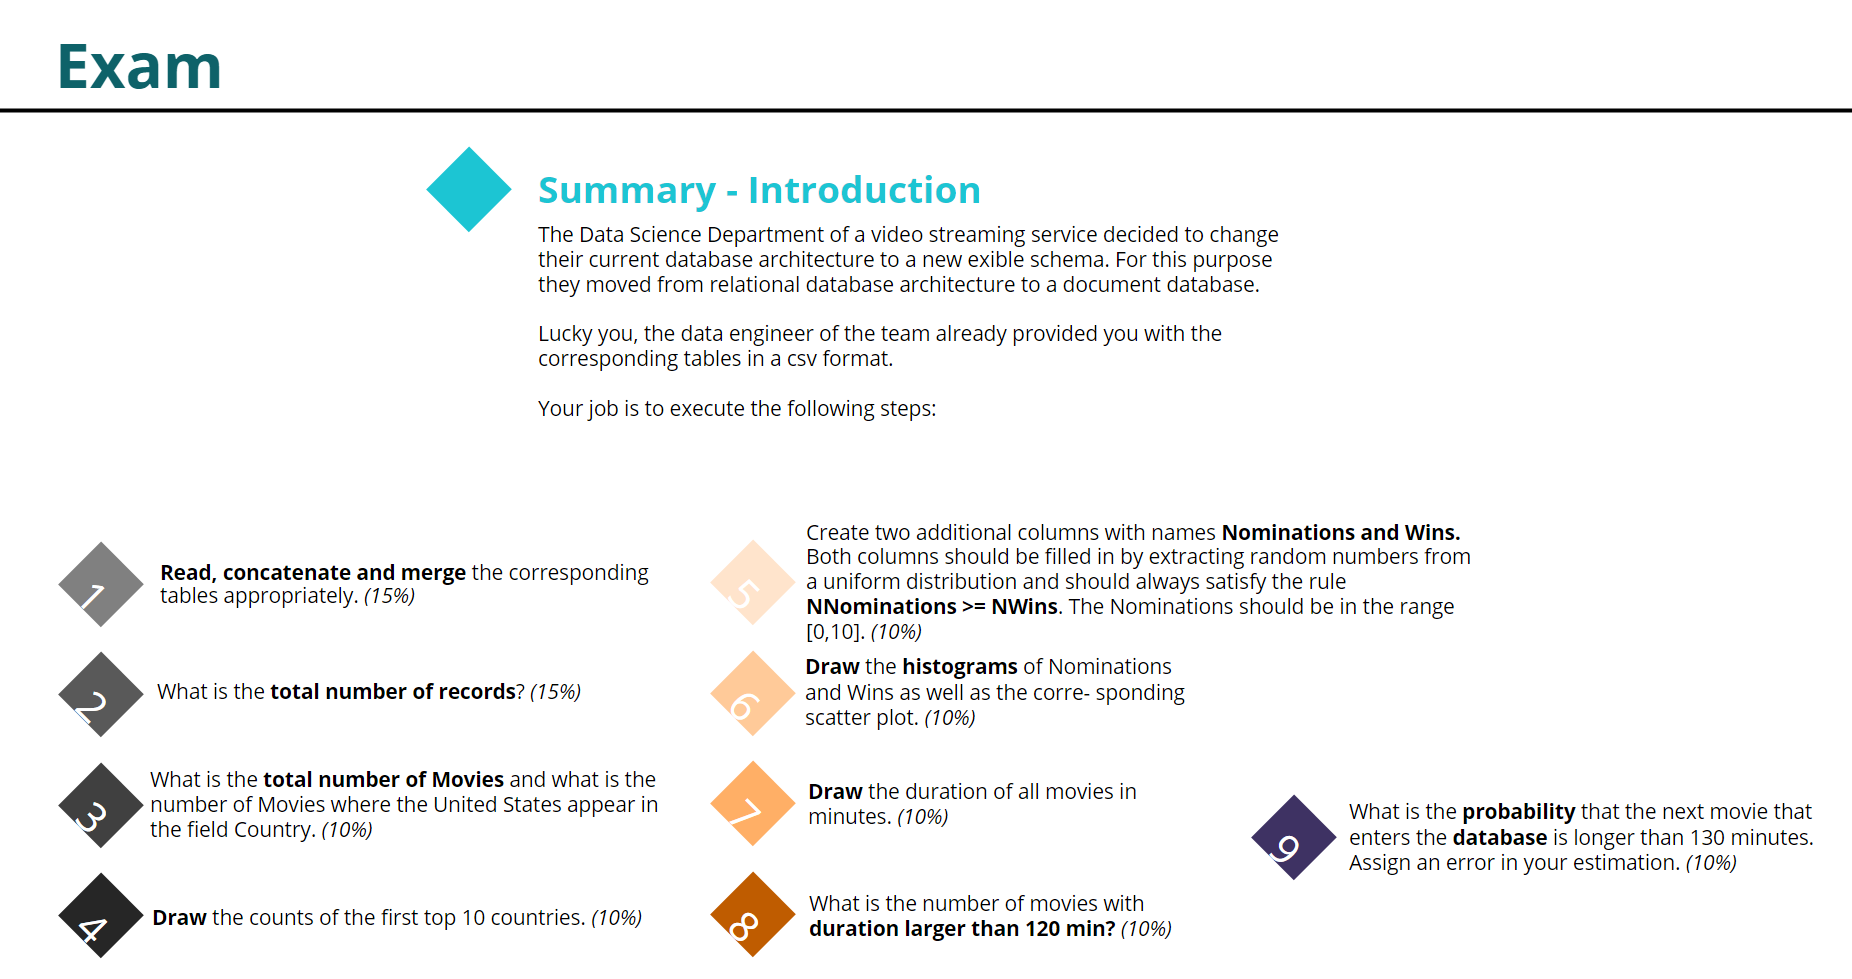 Exam
Summary - Introduction
The Data Science Department of a video streaming service decided to change
their current database architecture to a new exible schema. For this purpose
they moved from relational database architecture to a document database.
Lucky you, the data engineer of the team already provided you with the
corresponding tables in a csv format.
Your job is to execute the following steps:
1
Read, concatenate and merge the corresponding
tables appropriately. (15%)
2
What is the total number of records? (15%)
3
What is the total number of Movies and what is the
number of Movies where the United States appear in
the field Country. (10%)
4
Draw the counts of the first top 10 countries. (10%)
5
Create two additional columns with names Nominations and Wins.
Both columns should be filled in by extracting random numbers from
a uniform distribution and should always satisfy the rule
NNominations >= NWins. The Nominations should be in the range
[0,10]. (10%)
6
Draw the histograms of Nominations
and Wins as well as the corre- sponding
scatter plot. (10%)
7
Draw the duration of all movies in
minutes. (10%)
8
What is the number of movies with
duration larger than 120 min? (10%)
9
What is the probability that the next movie that
enters the database is longer than 130 minutes.
Assign an error in your estimation. (10%)